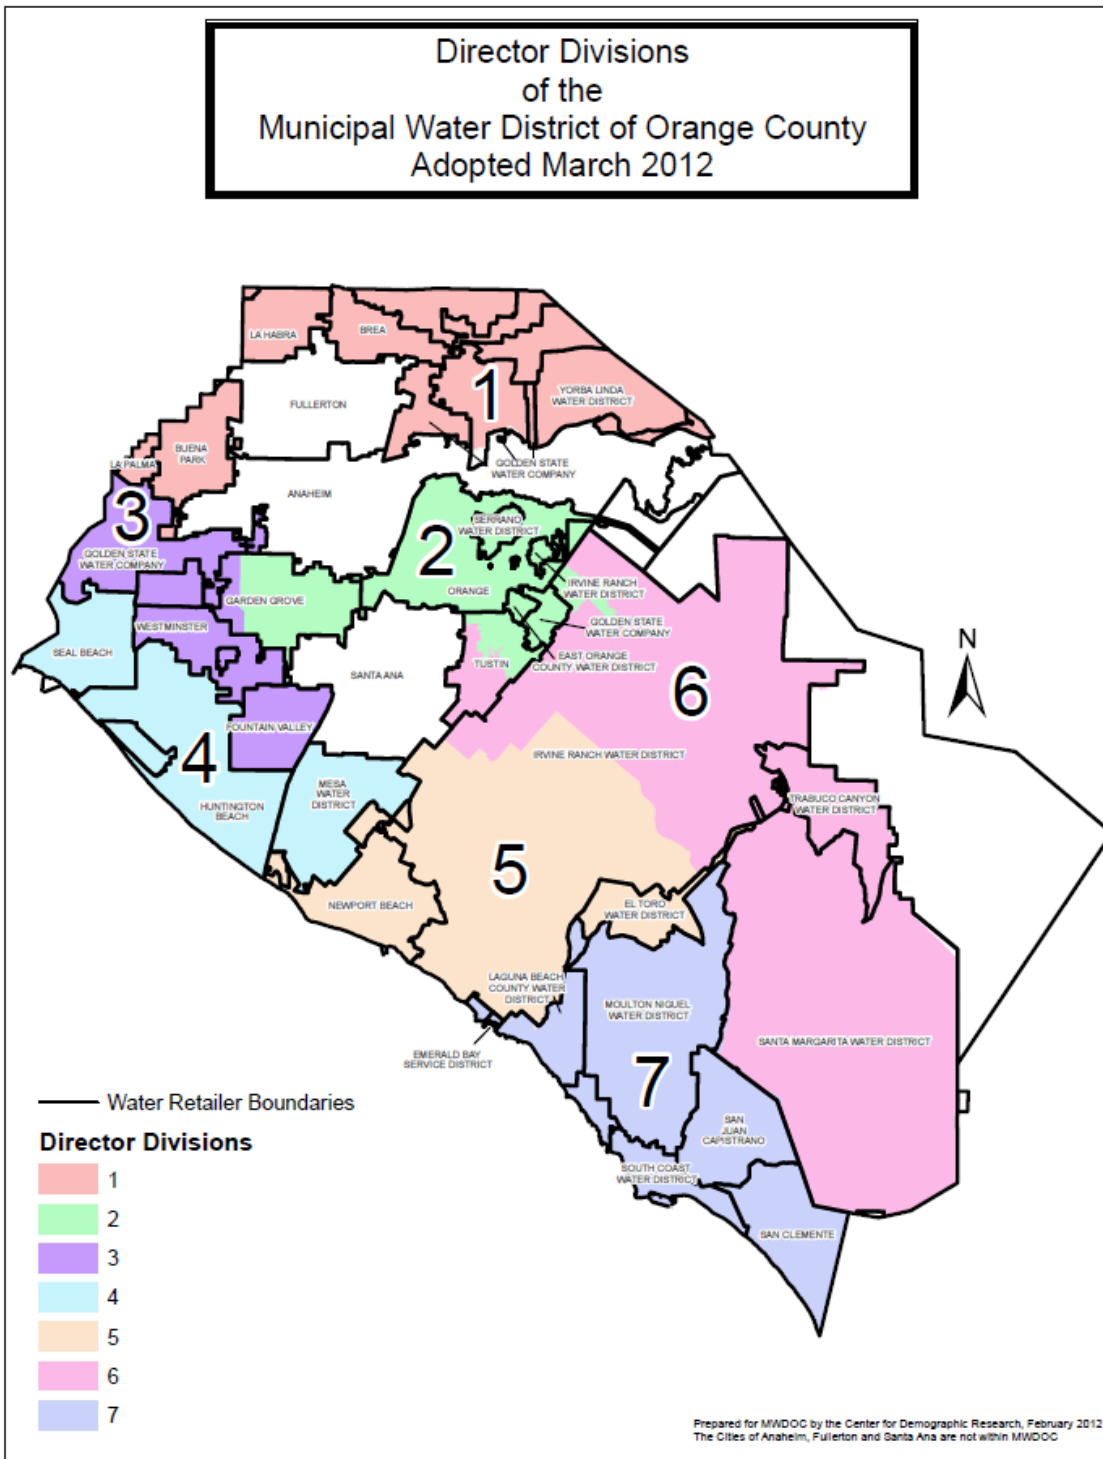 Director Divisions
of the
Municipal Water District of Orange County
Adopted March 2012
LA HABRA
BREA
1
YORBA LINDA
WATER DISTRICT
FULLERTON
BUENA
PARK
LA PALMA
GOLDEN STATE
WATER COMPANY
ANAHEIM
3
SERRANO
WATER DISTRICT
2
GOLDEN STATE
WATER COMPANY
ORANGE
IRVINE RANCH
WATER DISTRICT
GARDEN GROVE
GOLDEN STATE
WATER COMPANY
WESTMINSTER
SEAL BEACH
EAST ORANGE
COUNTY WATER DISTRICT
TUSTIN
SANTA ANA
6
N
FOUNTAIN VALLEY
4
IRVINE RANCH WATER DISTRICT
MESA
WATER
DISTRICT
HUNTINGTON
BEACH
TRABUCO CANYON
WATER DISTRICT
5
NEWPORT BEACH
EL TORO
WATER DISTRICT
LAGUNA BEACH
COUNTY WATER
DISTRICT
MOULTON NIGUEL
WATER DISTRICT
EMERALD BAY
SERVICE DISTRICT
SANTA MARGARITA WATER DISTRICT
7
SAN
JUAN
CAPISTRANO
SOUTH COAST
WATER DISTRICT
SAN CLEMENTE
Water Retailer Boundaries
Director Divisions
1
2
3
4
5
6
7
Prepared for MWDOC by the Center for Demographic Research, February 2012
The Cities of Anaheim, Fullerton and Santa Ana are not within MWDOC